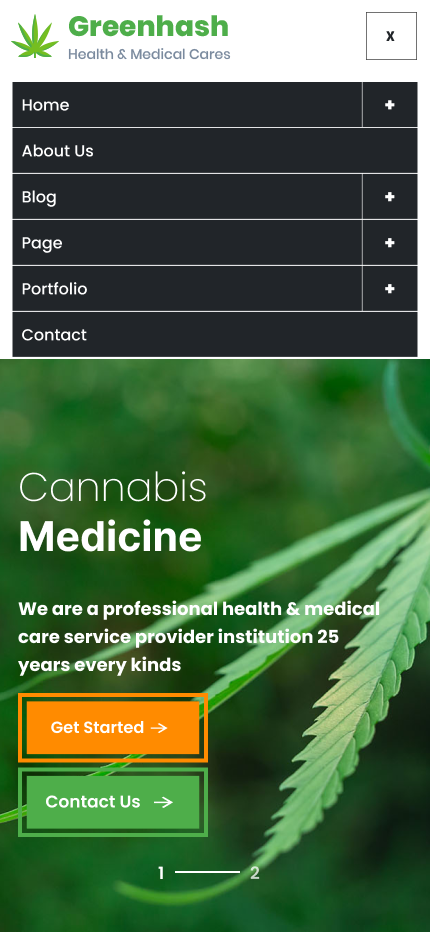 Greenhash
Health & Medical Cares
X
Home +
About Us
Blog +
Page +
Portfolio +
Contact
Cannabis
Medicine
We are a professional health & medical
care service provider institution 25
years every kinds
Get Started →
Contact Us →
1 2